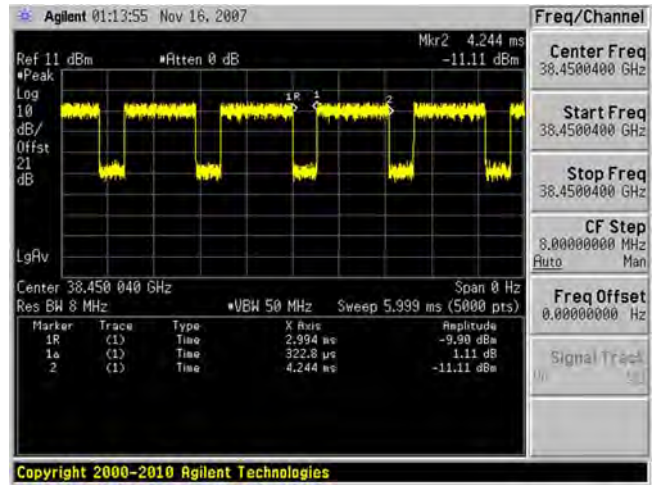 Agilent 01:13:55 Nov 16, 2007
Freq/Channel
Mkr2 4.244 ms
Ref 11 dBm *Atten 0 dB -11.11 dBm
*Peak
Log
10
dB/
Offst
21
dB
LgAv
1R 1 2
Center 38.450 040 GHz Span 0 Hz
Res BW 8 MHz *VBW 50 MHz Sweep 5.999 ms (5000 pts)
Marker Trace Type X Axis Amplitude
1R (1) Time 2.994 ms -9.90 dBm
1Δ (1) Time 322.8 μs 1.11 dB
2 (1) Time 4.244 ms -11.11 dBm
Center Freq
38.4500400 GHz
Start Freq
38.4500400 GHz
Stop Freq
38.4500400 GHz
CF Step
8.00000000 MHz
Auto Man
Freq Offset
0.00000000 Hz
Signal Track
Copyright 2000-2010 Agilent Technologies